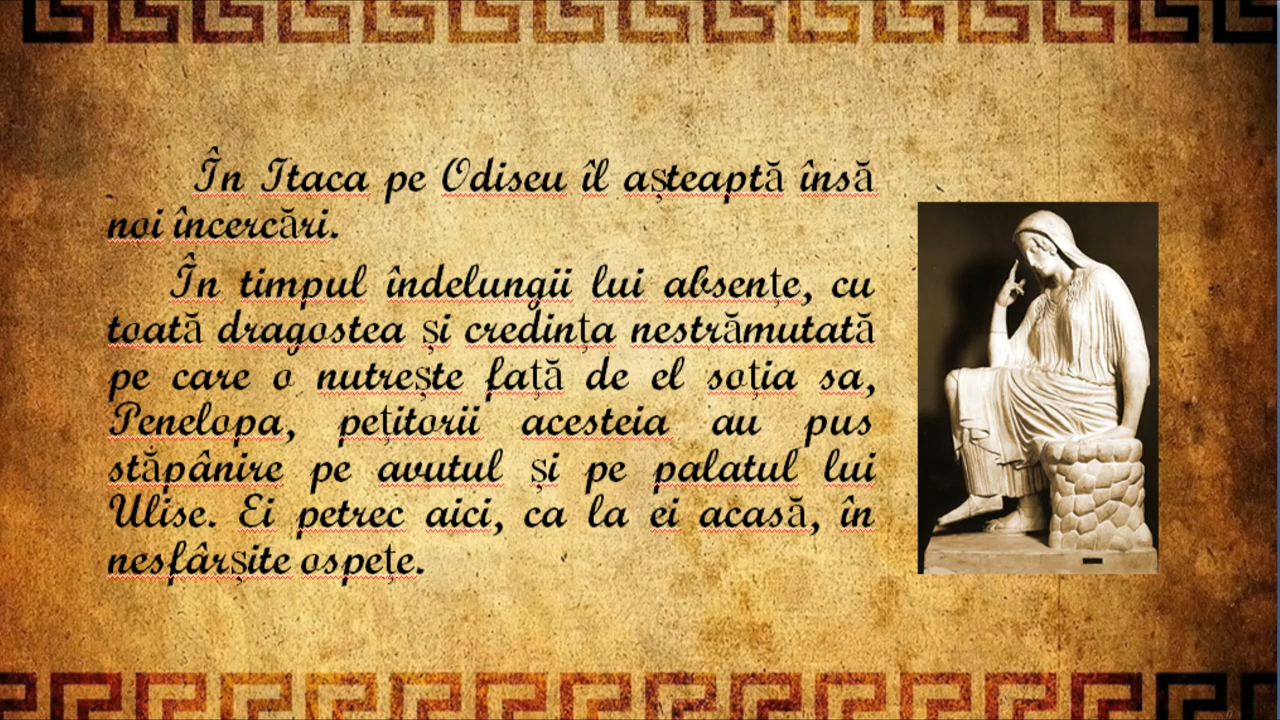 În Itaca pe Odiseu îl așteaptă însă
noi încercări.
În timpul îndelungii lui absențe, cu
toată dragostea și credința nestrămutată
pe care o nutrește față de el soția sa,
Penelopa, pețitorii acesteia au pus
stăpânire pe avutul și pe palatul lui
Ulise. Ei petrec aici, ca la ei acasă, în
nesfârșite ospețe.